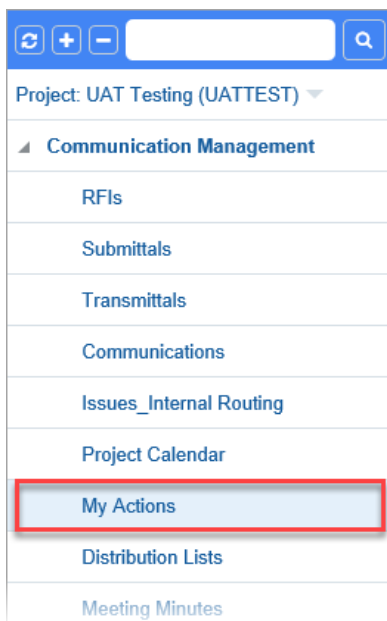 Project: UAT Testing (UATTEST)
Communication Management
RFIs
Submittals
Transmittals
Communications
Issues_Internal Routing
Project Calendar
My Actions
Distribution Lists
Meeting Minutes